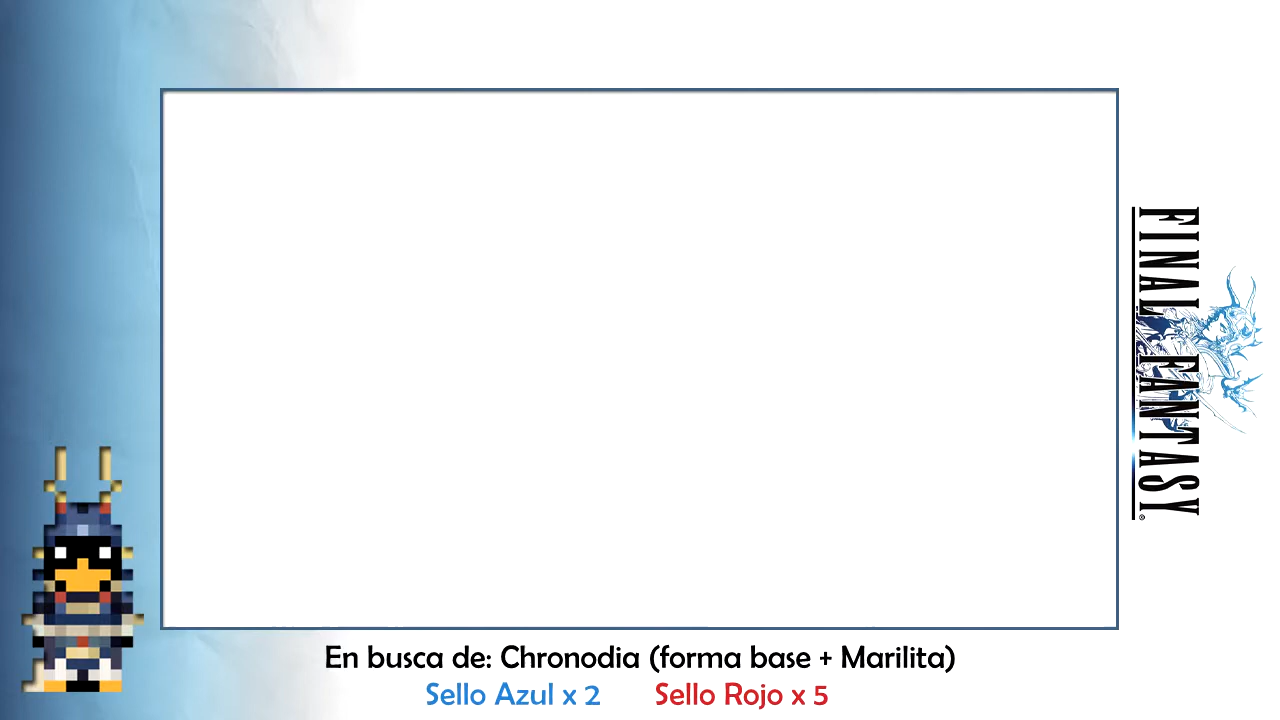 FINAL FANTASY®
En busca de: Chronodia (forma base + Marilita)
Sello Azul x 2 Sello Rojo x 5